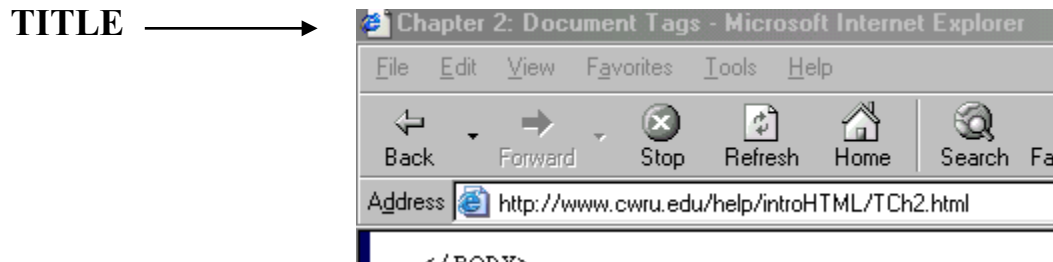 TITLE
Chapter 2: Document Tags - Microsoft Internet Explorer
File Edit View Favorites Tools Help
Back Forward Stop Refresh Home Search Fa
Address http://www.cwru.edu/help/introHTML/TCh2.html
</BODY>